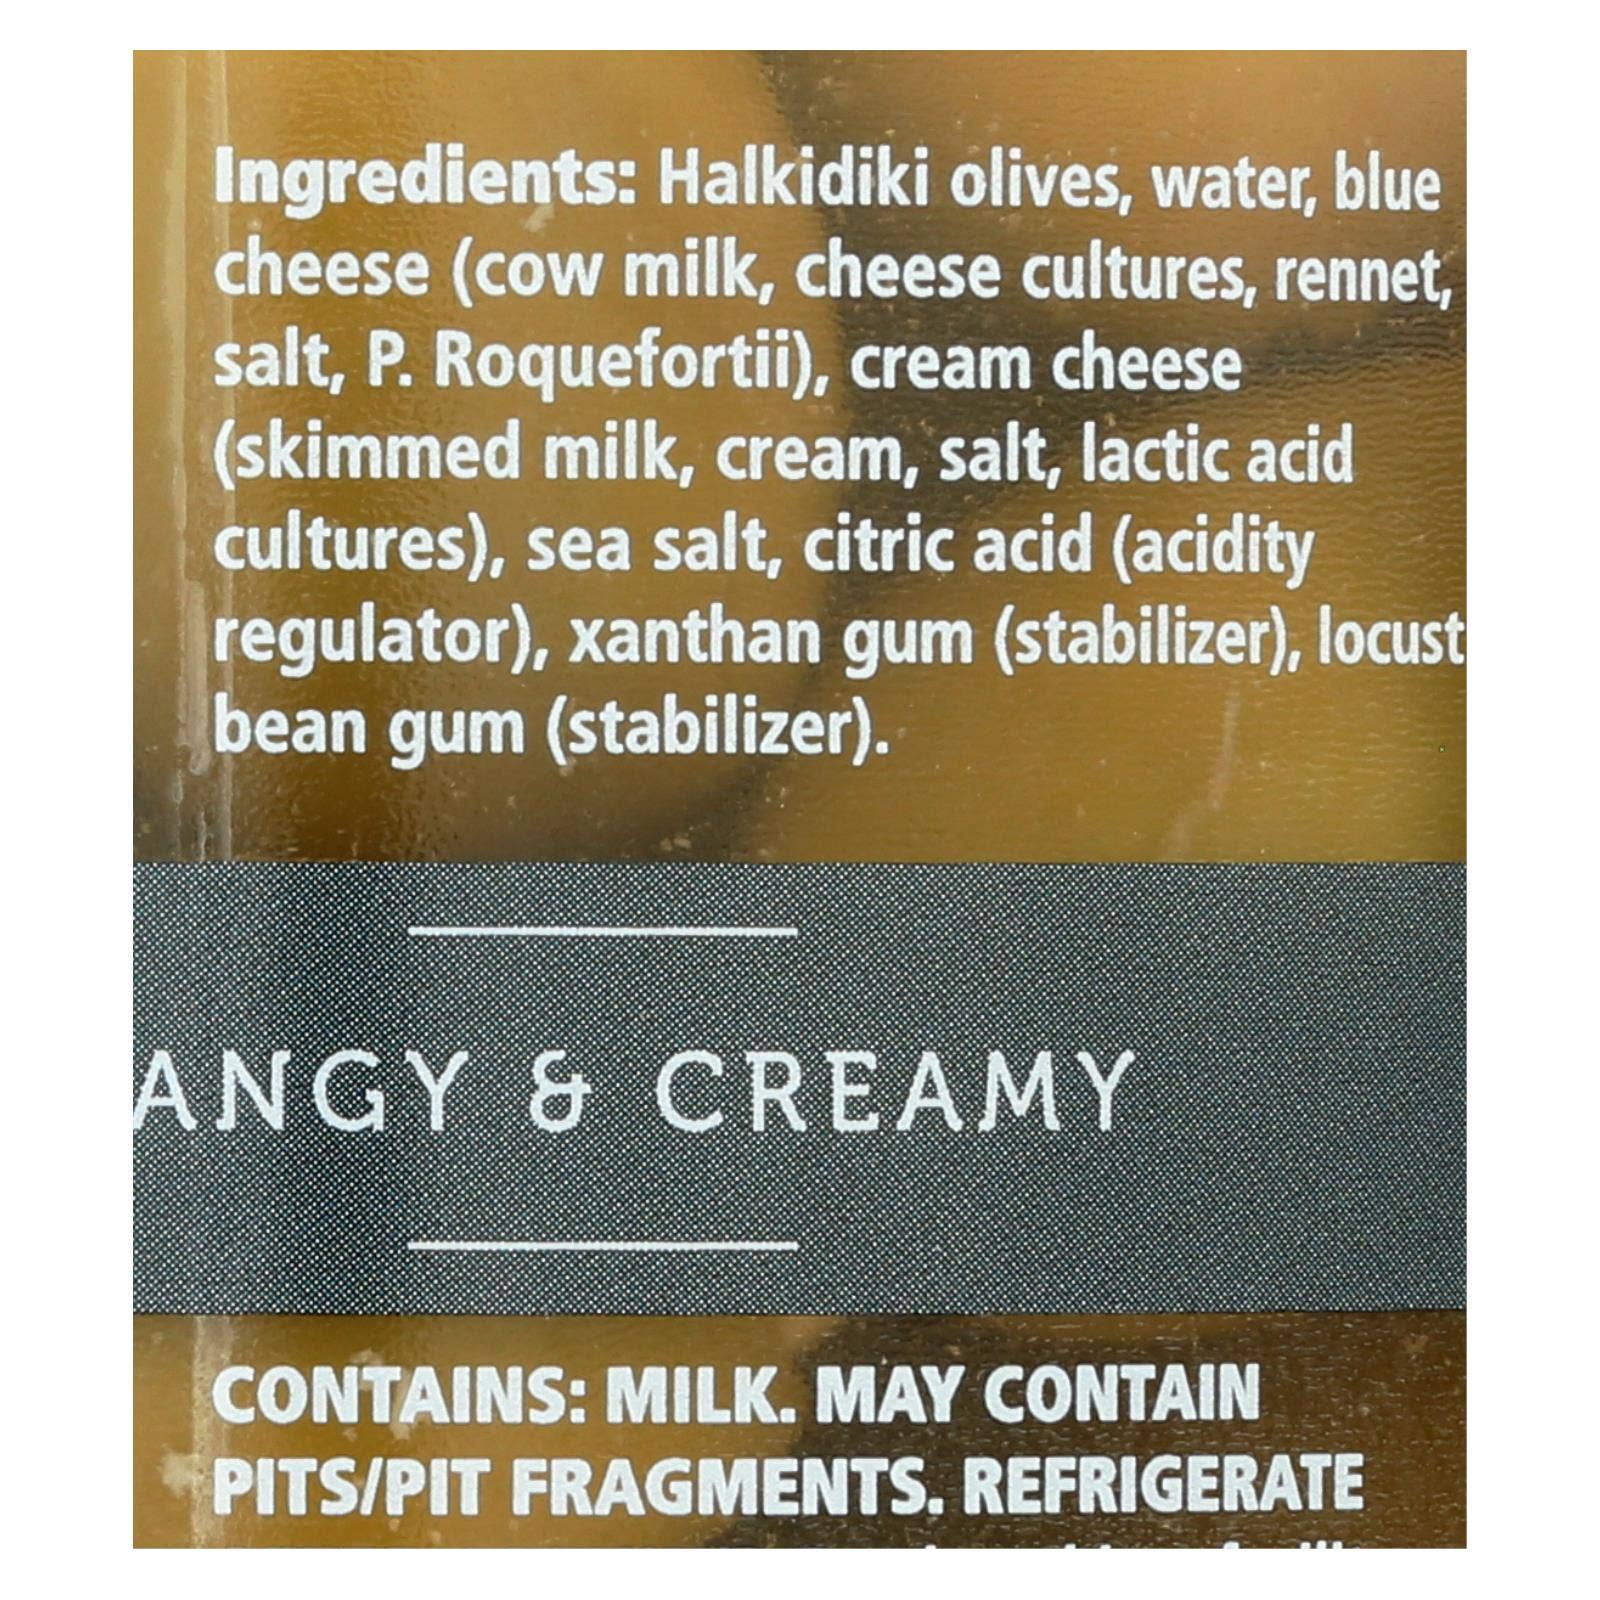 Ingredients: Halkidiki olives, water, blue
cheese (cow milk, cheese cultures, rennet,
salt, P. Roquefortii), cream cheese
(skimmed milk, cream, salt, lactic acid
cultures), sea salt, citric acid (acidity
regulator), xanthan gum (stabilizer), locust
bean gum (stabilizer).
ANGY & CREAMY
CONTAINS: MILK. MAY CONTAIN
PITS/PIT FRAGMENTS. REFRIGERATE